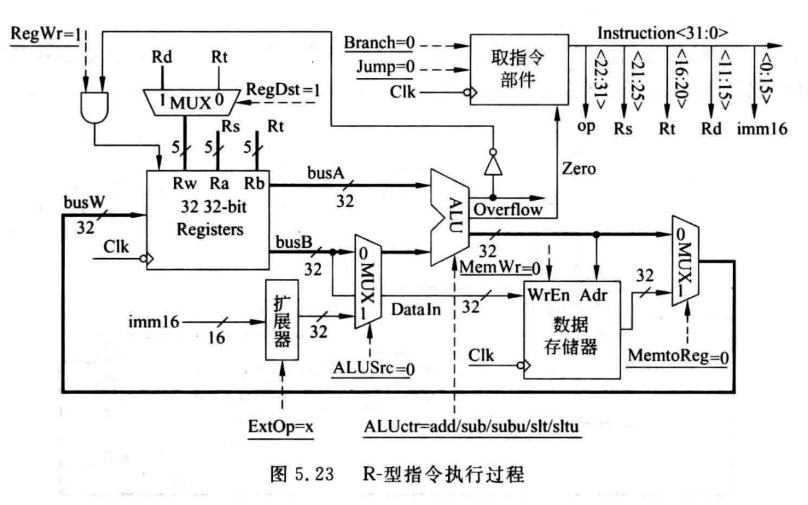 RegWr=1
Rd
Rt
1 MUX 0
RegDst=1
5
Rs
5
Rt
5
Rw Ra Rb
32 32-bit
Registers
busW
32
Clk
busA
32
busB
32
imm16
16
扩展器
32
ExtOp=x
0 MUX 1
ALUSrc=0
DataIn
32
ALU
ALUctr=add/sub/subu/slt/sltu
Overflow
Zero
32
MemWr=0
WrEn Adr
数据
存储器
Clk
32
0 MUX 1
MemtoReg=0
Branch=0
Jump=0
Clk
取指令
部件
Instruction<31:0>
<22:31>
<21:25>
<16:20>
<11:15>
<0:15>
op
Rs
Rt
Rd
imm16
图 5.23 R-型指令执行过程